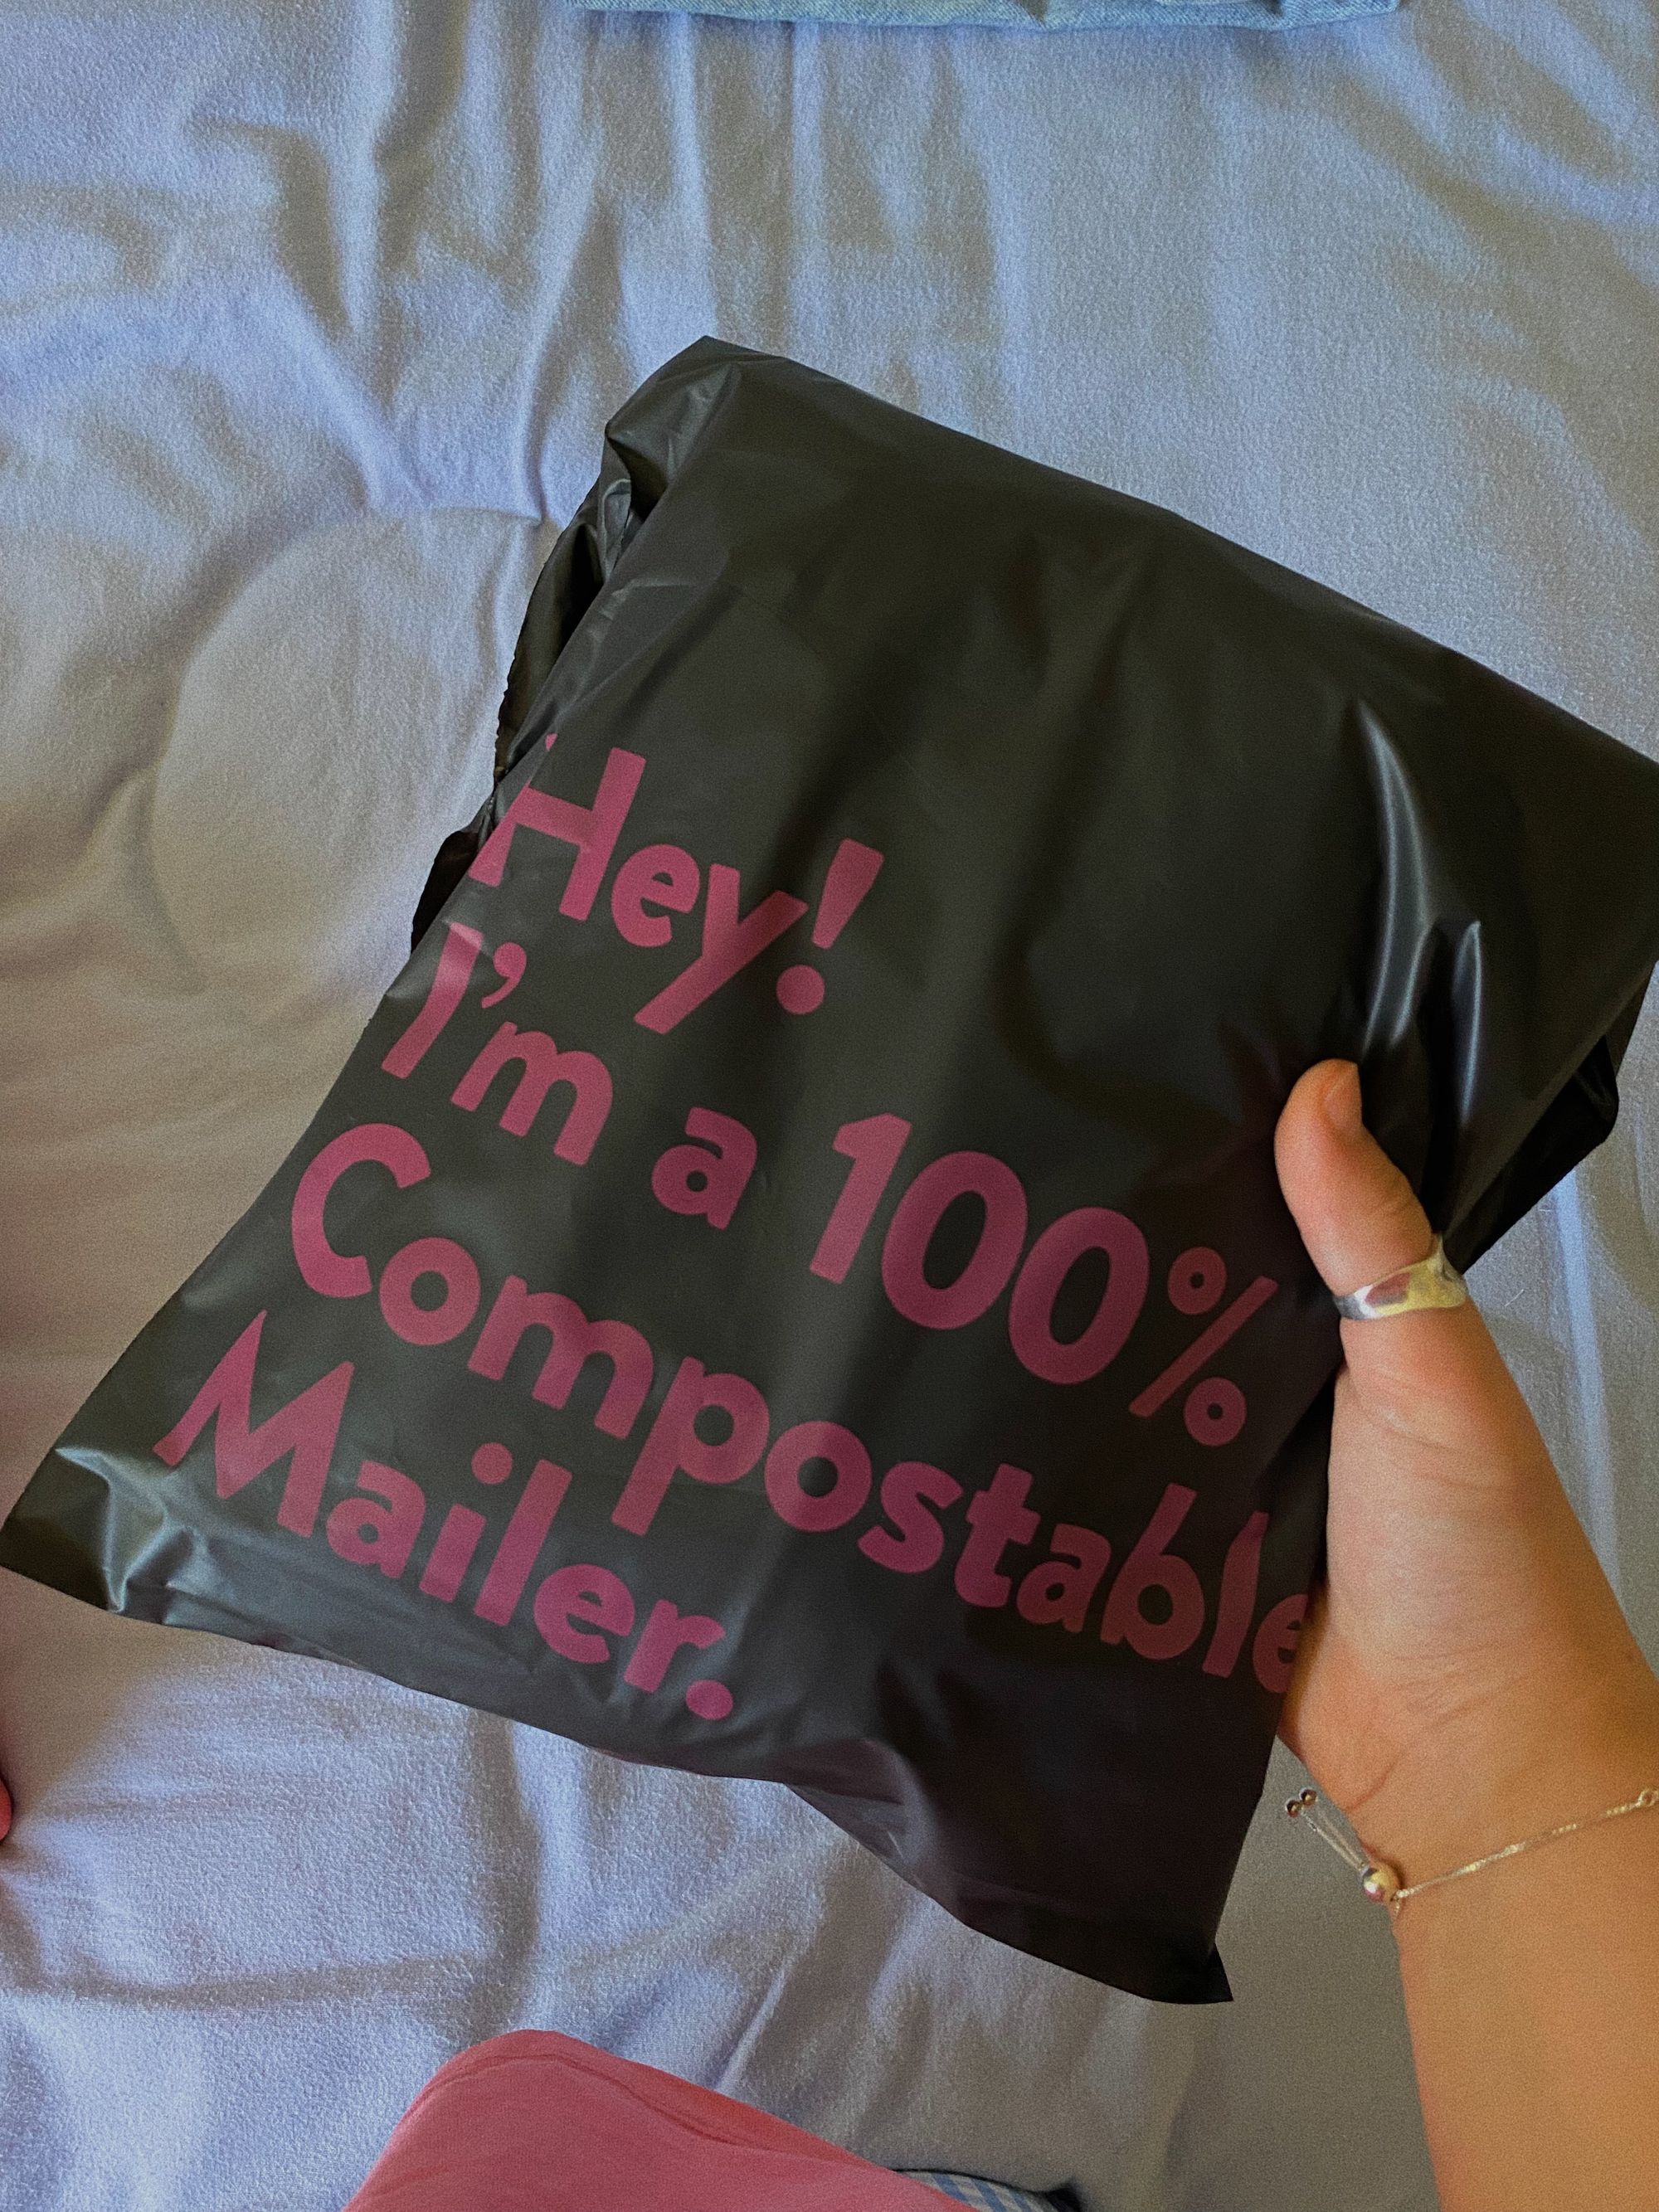 Hey!
I'm a 100%
Compostable
Mailer.